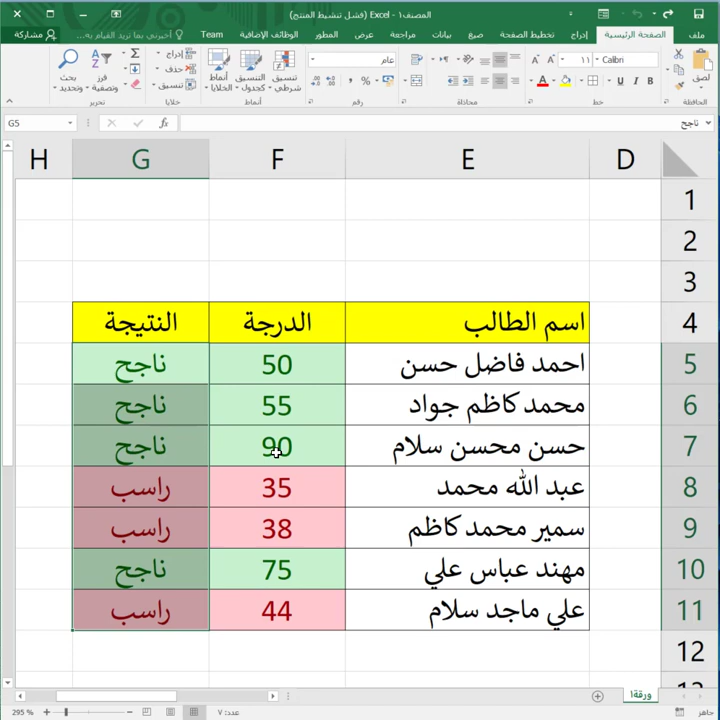 المصنف١ - Excel (فشل تنشيط المنتج)
ملف الصفحة الرئيسية إدراج تخطيط الصفحة صيغ بيانات مراجعة عرض المطور الوظائف الإضافية Team أخبرني بما تريد القيام به... مشاركة
لصق
Calibri ١١
B I U
A
عام
تنسيق شرطي
التنسيق كجدول
أنماط الخلايا
إدراج
حذف
تنسيق
فرز وتصفية
بحث وتحديد
الحافظة خط محاذاة رقم أنماط خلايا تحرير
G5 fx ناجح
D E F G H
1
2
3
4 اسم الطالب الدرجة النتيجة
5 احمد فاضل حسن 50 ناجح
6 محمد كاظم جواد 55 ناجح
7 حسن محسن سلام 90 ناجح
8 عبد الله محمد 35 راسب
9 سمير محمد كاظم 38 راسب
10 مهند عباس علي 75 ناجح
11 علي ماجد سلام 44 راسب
12
ورقة١
جاهز عدد: ٧ 295 %